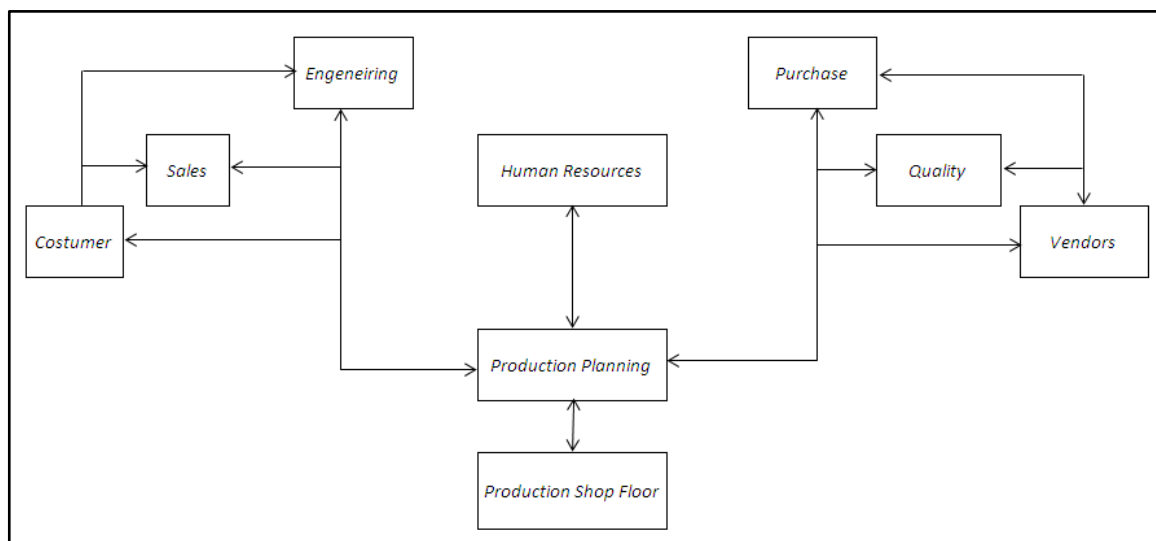 Engeneiring
Purchase
Sales
Human Resources
Quality
Costumer
Vendors
Production Planning
Production Shop Floor